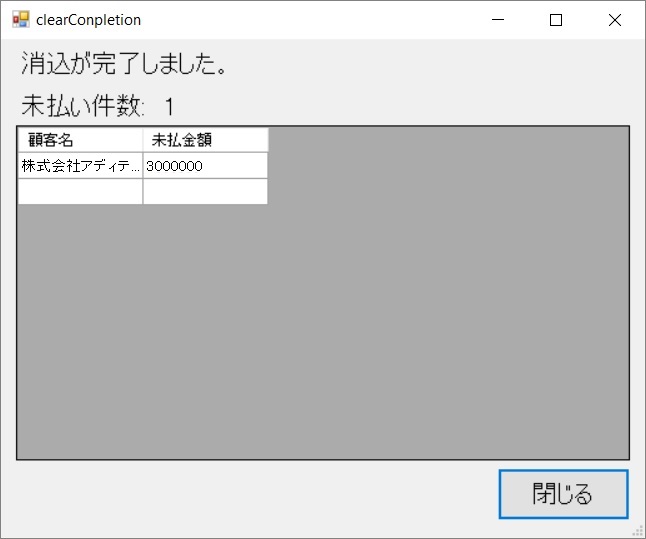 clearConpletion
消込が完了しました。
未払い件数: 1
顧客名 未払金額
株式会社アディテ... 3000000
閉じる